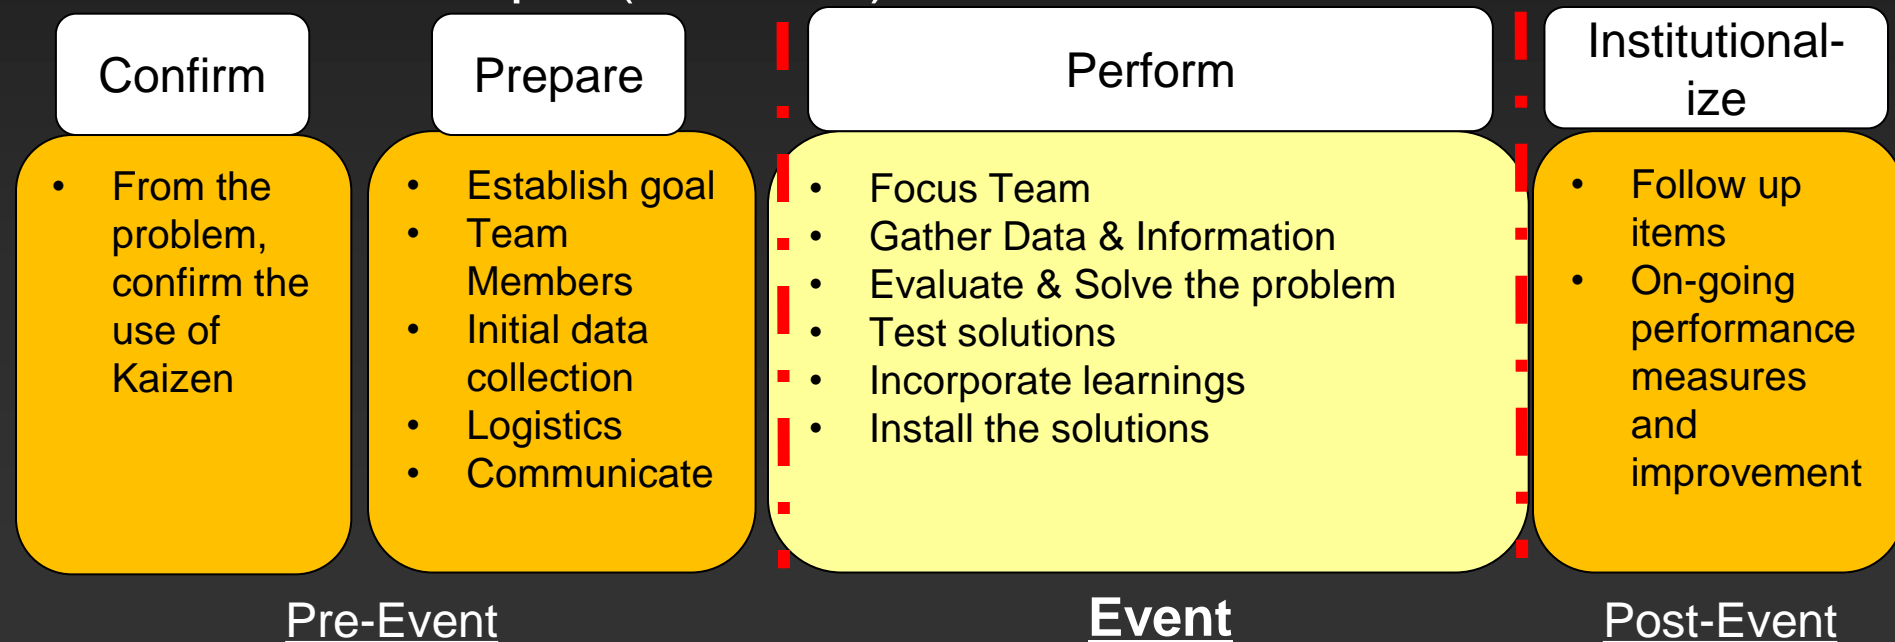 Confirm
Prepare
Perform
Institutional-
ize
• From the
problem,
confirm the
use of
Kaizen
• Establish goal
• Team
Members
• Initial data
collection
• Logistics
• Communicate
• Focus Team
• Gather Data & Information
• Evaluate & Solve the problem
• Test solutions
• Incorporate learnings
• Install the solutions
• Follow up
items
• On-going
performance
measures
and
improvement
Pre-Event
Event
Post-Event